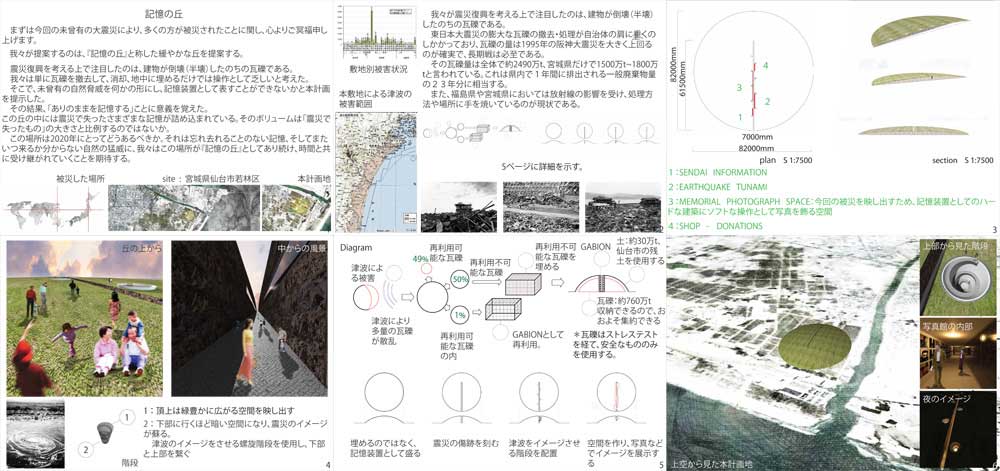 記憶の丘
まずは今回の未曽有の大震災により、多くの方が被災されたことに関し、心よりご冥福申し
上げます。
我々が提案するのは、『記憶の丘』と称した緩やかな丘を提案する。
震災復興を考える上で注目したのは、建物が倒壊(半壊)したのちの瓦礫である。
我々は単に瓦礫を撤去して、消却、地中に埋めるだけでは操作として乏しいと考えた。
そこで、未曽有の自然脅威を何かの形にし、記憶装置として表すことができないかと本計画
を提示した。
その結果、「ありのままを記憶する」ことに意義を覚えた。
この丘の中には震災で失ったさまざまな記憶が詰め込まれている。そのボリュームは「震災で
失ったもの」の大きさと比例するのではないか。
この場所は2020年にとってどうあるべきか、それは忘れ去れることのない記憶、そしてまた
いつ来るか分からない自然の猛威に、我々はこの場所が『記憶の丘』としてあり続け、時間と共
に受け継がれていくことを期待する。
被災した場所
site : 宮城県仙台市若林区
本計画地
敷地別被害状況
本敷地による津波の
被害範囲
我々が震災復興を考える上で注目したのは、建物が倒壊(半壊)
したのちの瓦礫である。
東日本大震災の膨大な瓦礫の撤去・処理が自治体の肩に重くの
しかかっており、瓦礫の量は1995年の阪神大震災を大きく上回る
のが確実で、長期戦は必至である。
その瓦礫量は全体で約2490万t、宮城県だけで1500万t~1800万
tと言われている。これは県内で1年間に排出される一般廃棄物量
の23年分に相当する。
また、福島県や宮城県においては放射線の影響を受け、処理方
法や場所に手を焼いているのが現状である。
5ページに詳細を示す。
2
82000mm
61500mm
4
3
2
1
7000mm
82000mm
plan S 1:7500
section S 1:7500
1:SENDAI INFORMATION
2:EARTHQUAKE TUNAMI
3:MEMORIAL PHOTOGRAPH SPACE:今回の被災を映し出すため、記憶装置としてのハー
ドな建築にソフトな操作として写真を飾る空間
4:SHOP - DONATIONS
3
丘の上から
中からの風景
1
2
階段
1:頂上は緑豊かに広がる空間を映し出す
2:下部に行くほど暗い空間になり、震災のイメージ
が蘇る。
津波のイメージをさせる螺旋階段を使用し、下部
と上部を繋ぐ
4
Diagram
津波によ
る被害
津波により
多量の瓦礫
が散乱
49%
再利用可
能な瓦礫
50%
1%
再利用可
能な瓦礫
の内
再利用不可
能な瓦礫を
埋める
GABION
GABIONとして
再利用。
土:約30万t、
仙台市の残
土を使用する
瓦礫:約760万t
収納できるので、お
およそ集約できる
*瓦礫はストレステスト
を経て、安全なもののみ
を使用する。
埋めるのではなく、
記憶装置として盛る
震災の傷跡を刻む
津波をイメージさせ
る階段を配置
空間を作り、写真など
でイメージを展示す
る
5
上部から見た階段
写真館の内部
夜のイメージ
上空から見た本計画地